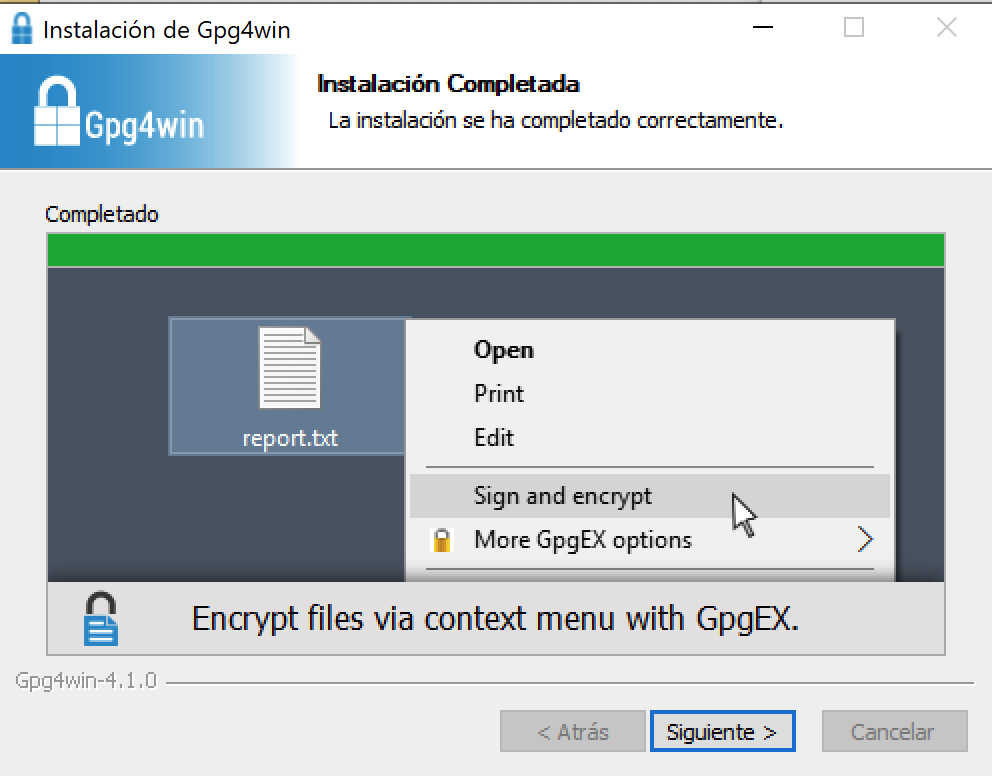 Instalación de Gpg4win
Gpg4win
Instalación Completada
La instalación se ha completado correctamente.
Completado
report.txt
Open
Print
Edit
Sign and encrypt
More GpgEX options
Encrypt files via context menu with GpgEX.
Gpg4win-4.1.0
< Atrás
Siguiente >
Cancelar